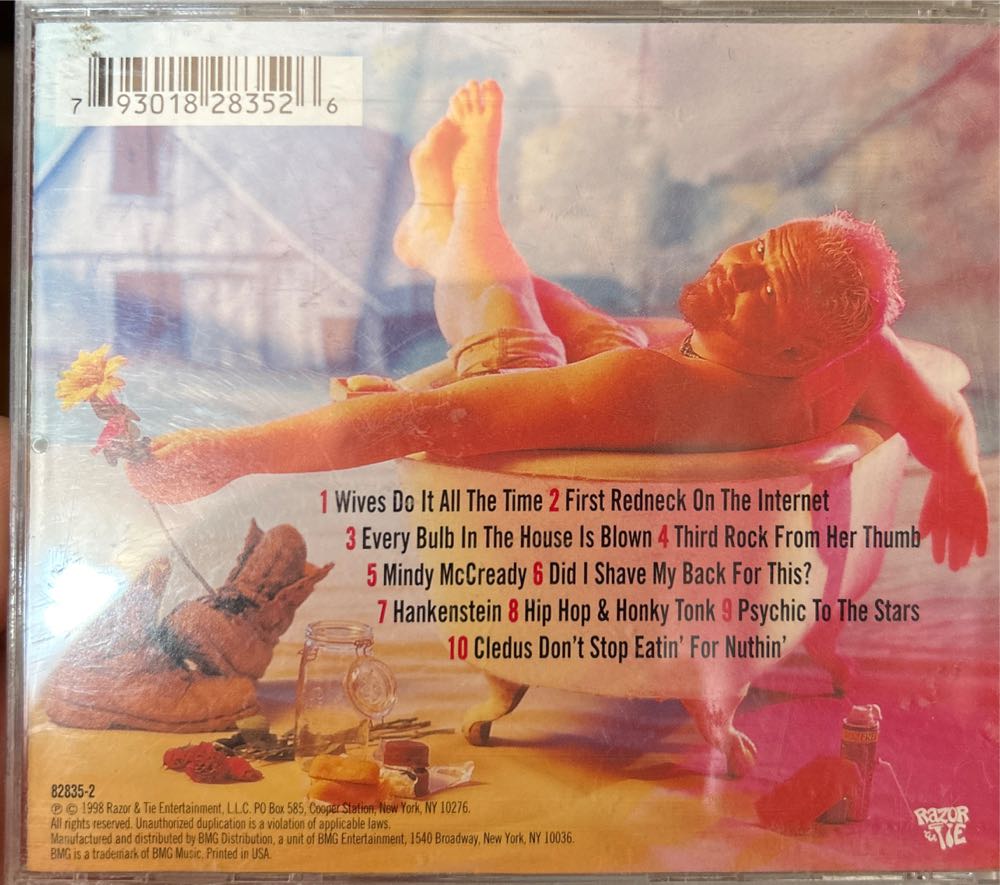 7 93018 28352 6
1 Wives Do It All The Time 2 First Redneck On The Internet
3 Every Bulb In The House Is Blown 4 Third Rock From Her Thumb
5 Mindy McCready 6 Did I Shave My Back For This?
7 Hankenstein 8 Hip Hop & Honky Tonk 9 Psychic To The Stars
10 Cledus Don't Stop Eatin' For Nuthin'
82835-2
℗ © 1998 Razor & Tie Entertainment, L.L.C. PO Box 585, Cooper Station, New York, NY 10276.
All rights reserved. Unauthorized duplication is a violation of applicable laws.
Manufactured and distributed by BMG Distribution, a unit of BMG Entertainment, 1540 Broadway, New York, NY 10036.
BMG is a trademark of BMG Music. Printed in USA.
RAZOR
& TIE